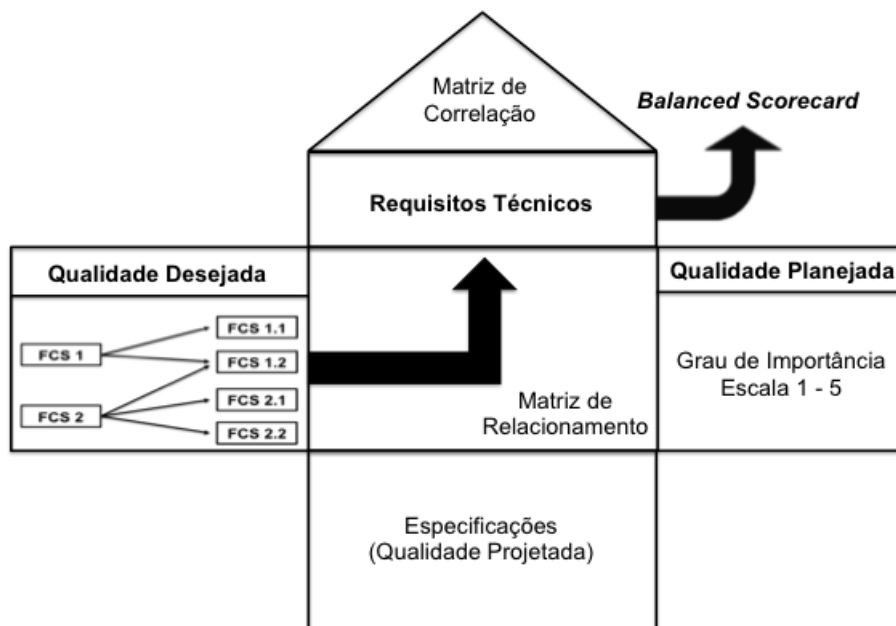 Matriz de
Correlação
Balanced Scorecard
Requisitos Técnicos
Qualidade Desejada
Qualidade Planejada
FCS 1
FCS 1.1
FCS 1.2
FCS 2
FCS 2.1
FCS 2.2
Matriz de
Relacionamento
Grau de Importância
Escala 1 - 5
Especificações
(Qualidade Projetada)